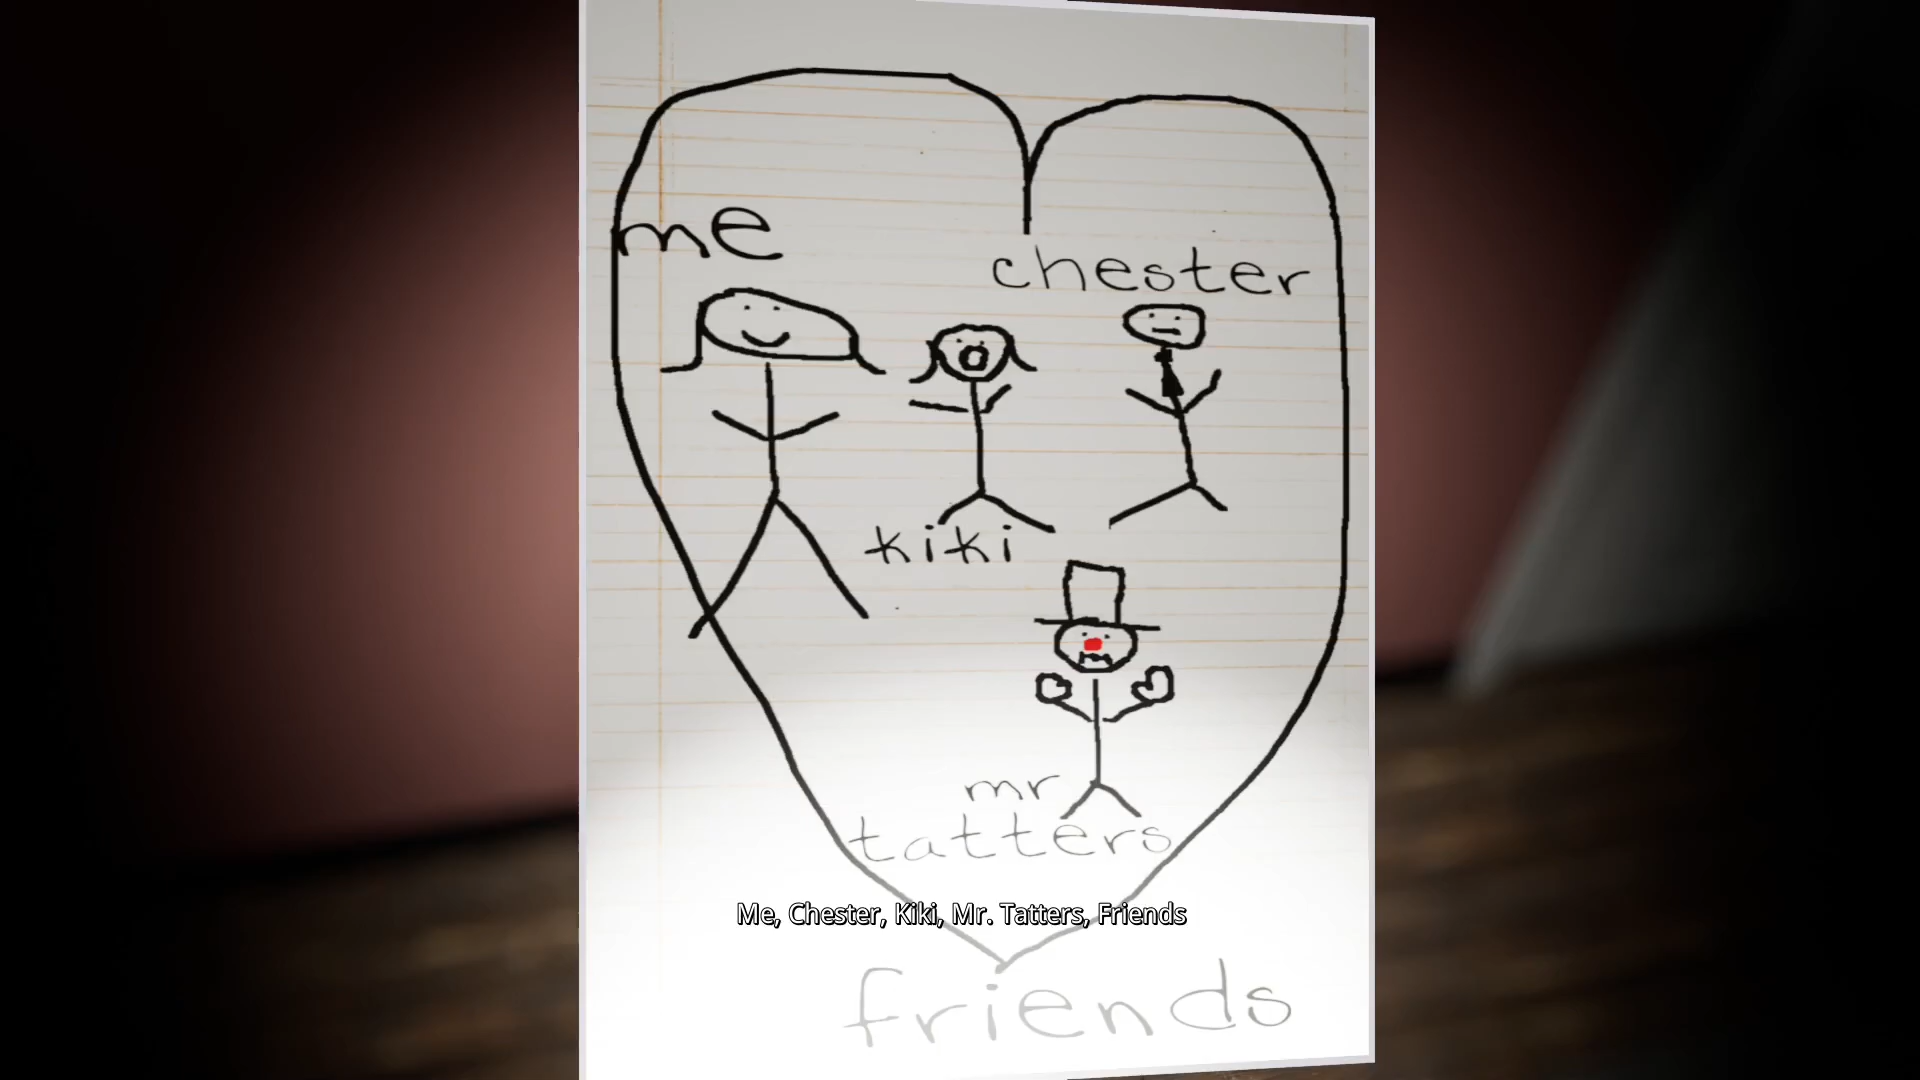 me
chester
kiki
mr
tatters
Me, Chester, Kiki, Mr. Tatters, Friends
friends